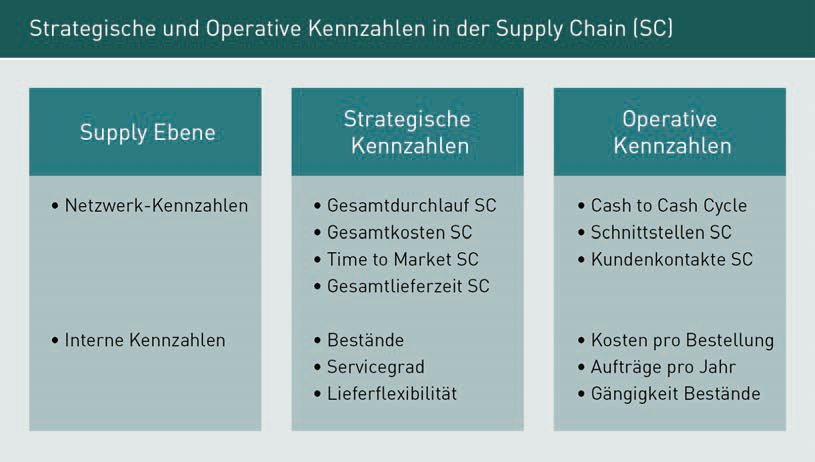 Strategische und Operative Kennzahlen in der Supply Chain (SC)
Supply Ebene
• Netzwerk-Kennzahlen
• Interne Kennzahlen
Strategische
Kennzahlen
• Gesamtdurchlauf SC
• Gesamtkosten SC
• Time to Market SC
• Gesamtlieferzeit SC
• Bestände
• Servicegrad
• Lieferflexibilität
Operative
Kennzahlen
• Cash to Cash Cycle
• Schnittstellen SC
• Kundenkontakte SC
• Kosten pro Bestellung
• Aufträge pro Jahr
• Gängigkeit Bestände